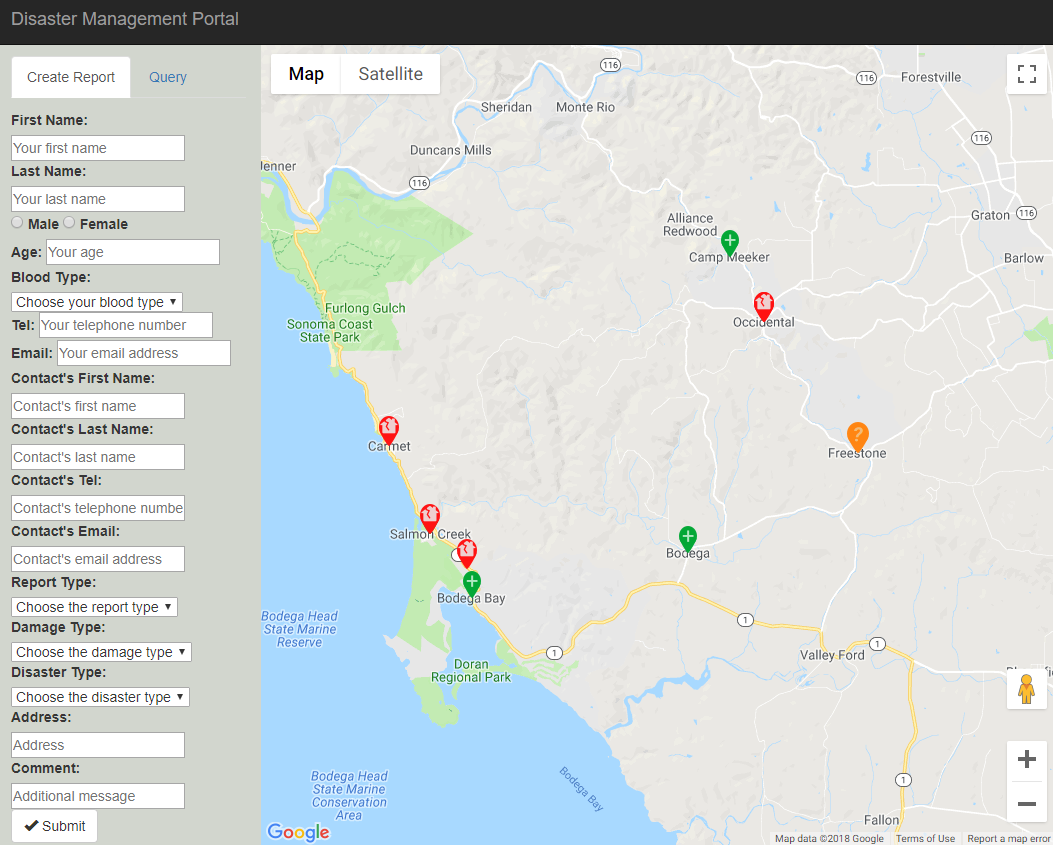 Disaster Management Portal
Create Report
Query
First Name:
Your first name
Last Name:
Your last name
Male Female
Age: Your age
Blood Type:
Choose your blood type
Tel: Your telephone number
Email: Your email address
Contact's First Name:
Contact's first name
Contact's Last Name:
Contact's last name
Contact's Tel:
Contact's telephone numbe
Contact's Email:
Contact's email address
Report Type:
Choose the report type
Damage Type:
Choose the damage type
Disaster Type:
Choose the disaster type
Address:
Address
Comment:
Additional message
Submit
Map
Satellite
116
116
Forestville
Sheridan
Monte Rio
116
Duncans Mills
Jenner
116
Alliance
Redwood
Graton
116
Camp Meeker
Barlow
Furlong Gulch
Sonoma Coast
State Park
Occidental
Carmet
?
Freestone
Salmon Creek
Bodega
Bodega Bay
Bodega Head
State Marine
Reserve
1
1
1
Valley Ford
Doran
Regional Park
Bodega Head
State Marine
Conservation
Area
Bodega Bay
1
Fallon
Google
Map data ©2018 Google
Terms of Use
Report a map error